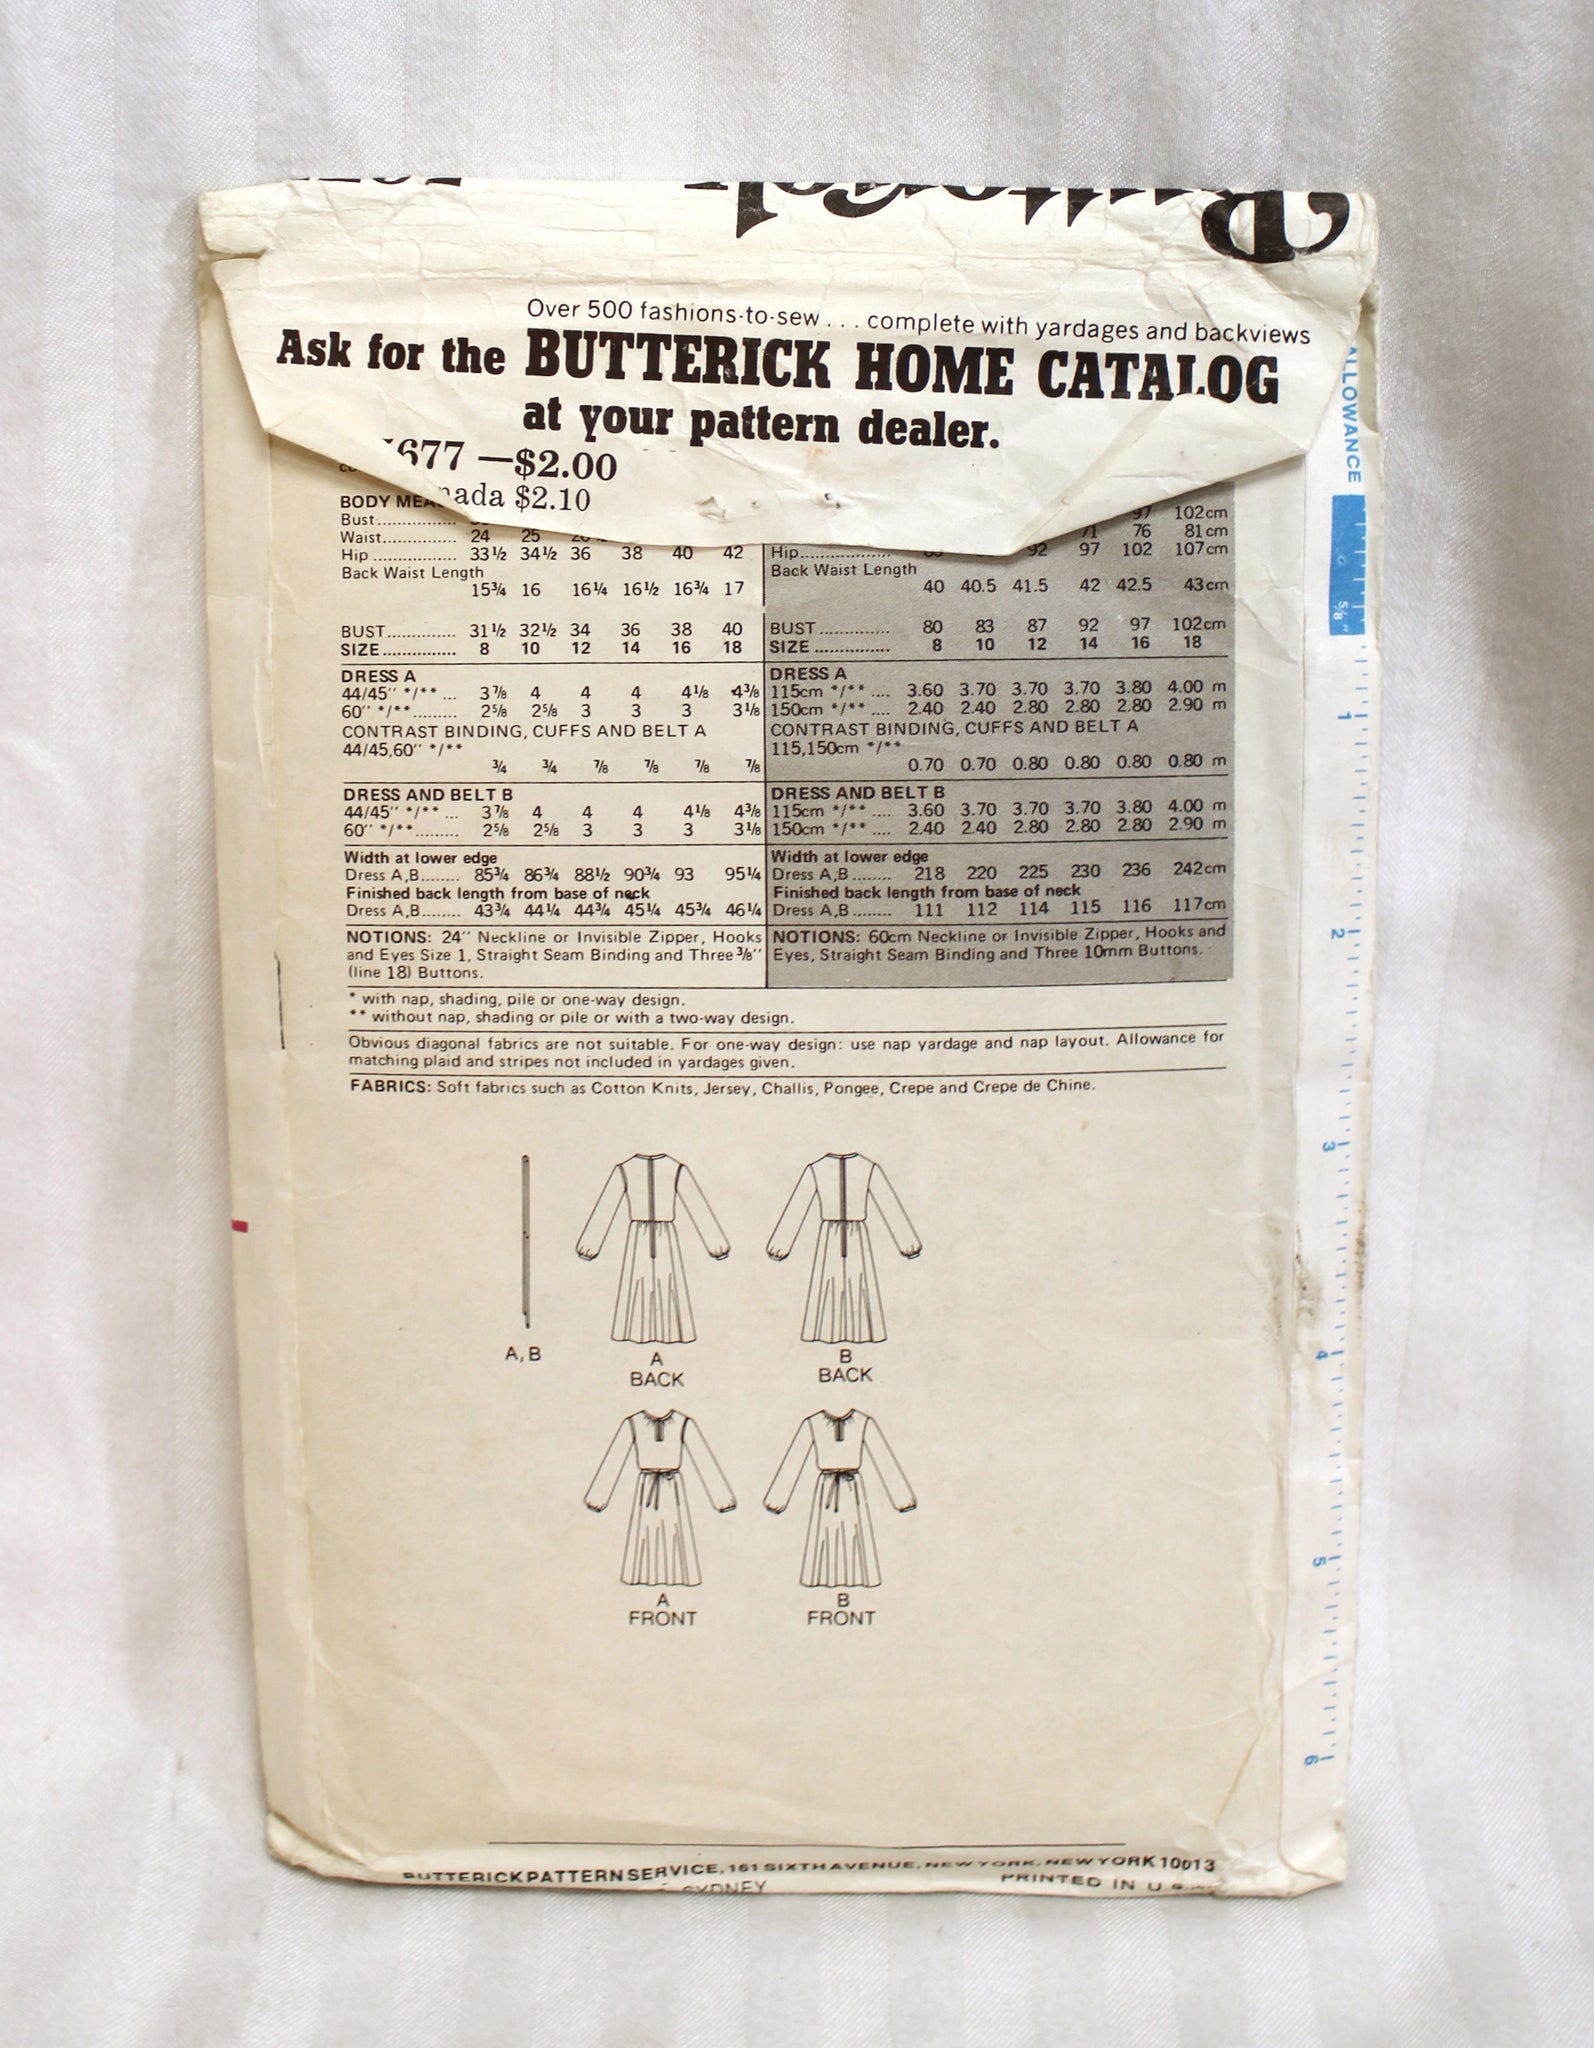 Over 500 fashions-to-sew . . . complete with yardages and backviews
Ask for the BUTTERICK HOME CATALOG
at your pattern dealer.
677 —$2.00
$2.10
ALLOWANCE
5/8"
BODY
Bust............... 97 102cm
Waist.............. 24 25 71 76 81cm
Hip................ 33½ 34½ 36 38 40 42 Hip................ 92 97 102 107cm
Back Waist Length Back Waist Length
15¾ 16 16¼ 16½ 16¾ 17 40 40.5 41.5 42 42.5 43cm
BUST............. 31½ 32½ 34 36 38 40 BUST .............. 80 83 87 92 97 102cm
SIZE ............... 8 10 12 14 16 18 SIZE ............... 8 10 12 14 16 18
DRESS A DRESS A
44/45" */** ... 3⅞ 4 4 4 4⅛ 4⅜ 115cm */** .... 3.60 3.70 3.70 3.70 3.80 4.00 m
60" */**......... 2⅝ 2⅝ 3 3 3 3⅛ 150cm */** .... 2.40 2.40 2.80 2.80 2.80 2.90 m
CONTRAST BINDING, CUFFS AND BELT A CONTRAST BINDING, CUFFS AND BELT A
44/45,60" */** 115,150cm */**
¾ ¾ ⅞ ⅞ ⅞ ⅞ 0.70 0.70 0.80 0.80 0.80 0.80 m
DRESS AND BELT B DRESS AND BELT B
44/45" */** ... 3⅞ 4 4 4 4⅛ 4⅜ 115cm */** .... 3.60 3.70 3.70 3.70 3.80 4.00 m
60" */**......... 2⅝ 2⅝ 3 3 3 3⅛ 150cm */** .... 2.40 2.40 2.80 2.80 2.80 2.90 m
Width at lower edge Width at lower edge
Dress A,B........ 85¾ 86¾ 88½ 90¾ 93 95¼ Dress A,B........ 218 220 225 230 236 242cm
Finished back length from base of neck Finished back length from base of neck
Dress A,B........ 43¾ 44¼ 44¾ 45¼ 45¾ 46¼ Dress A,B........ 111 112 114 115 116 117cm
NOTIONS: 24" Neckline or Invisible Zipper, Hooks NOTIONS: 60cm Neckline or Invisible Zipper, Hooks and
and Eyes Size 1, Straight Seam Binding and Three ⅜" Eyes, Straight Seam Binding and Three 10mm Buttons.
(line 18) Buttons.
* with nap, shading, pile or one-way design.
** without nap, shading or pile or with a two-way design.
Obvious diagonal fabrics are not suitable. For one-way design: use nap yardage and nap layout. Allowance for
matching plaid and stripes not included in yardages given.
FABRICS: Soft fabrics such as Cotton Knits, Jersey, Challis, Pongee, Crepe and Crepe de Chine.
A, B
A
BACK
B
BACK
A
FRONT
B
FRONT
1
2
3
4
5
6
BUTTERICK PATTERN SERVICE, 161 SIXTH AVENUE, NEW YORK, NEW YORK 10013
SYDNEY PRINTED IN U.S.A.